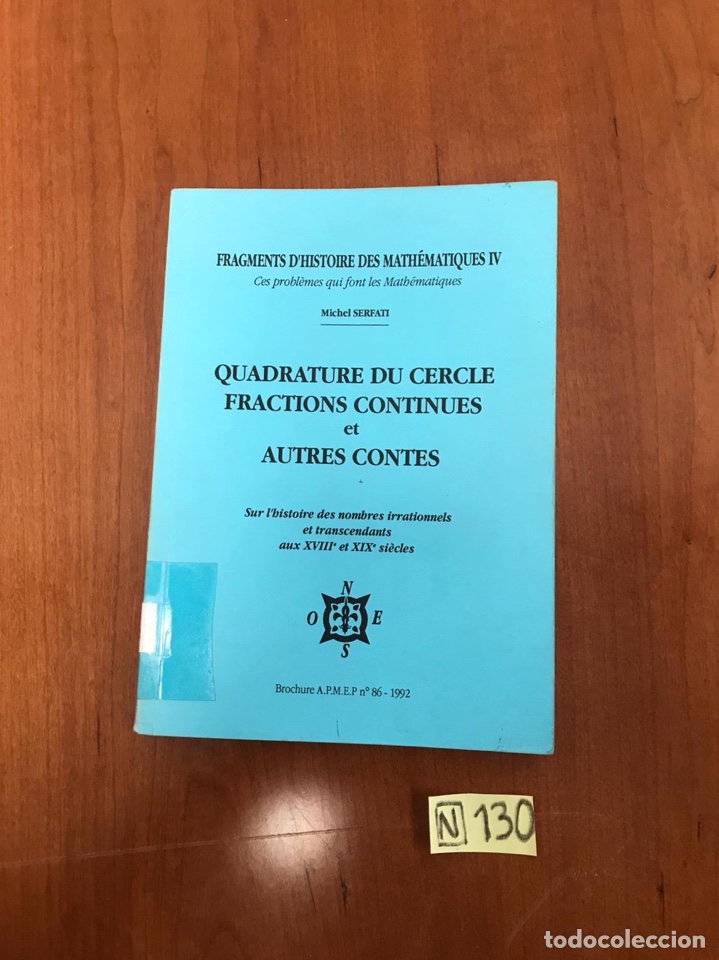 FRAGMENTS D'HISTOIRE DES MATHÉMATIQUES IV
Ces problèmes qui font les Mathématiques
Michel SERFATI
QUADRATURE DU CERCLE
FRACTIONS CONTINUES
et
AUTRES CONTES
Sur l'histoire des nombres irrationnels
et transcendants
aux XVIIIe et XIXe siècles
N
O E
S
Brochure A.P.M.E.P n° 86 - 1992
N 130
todocoleccion